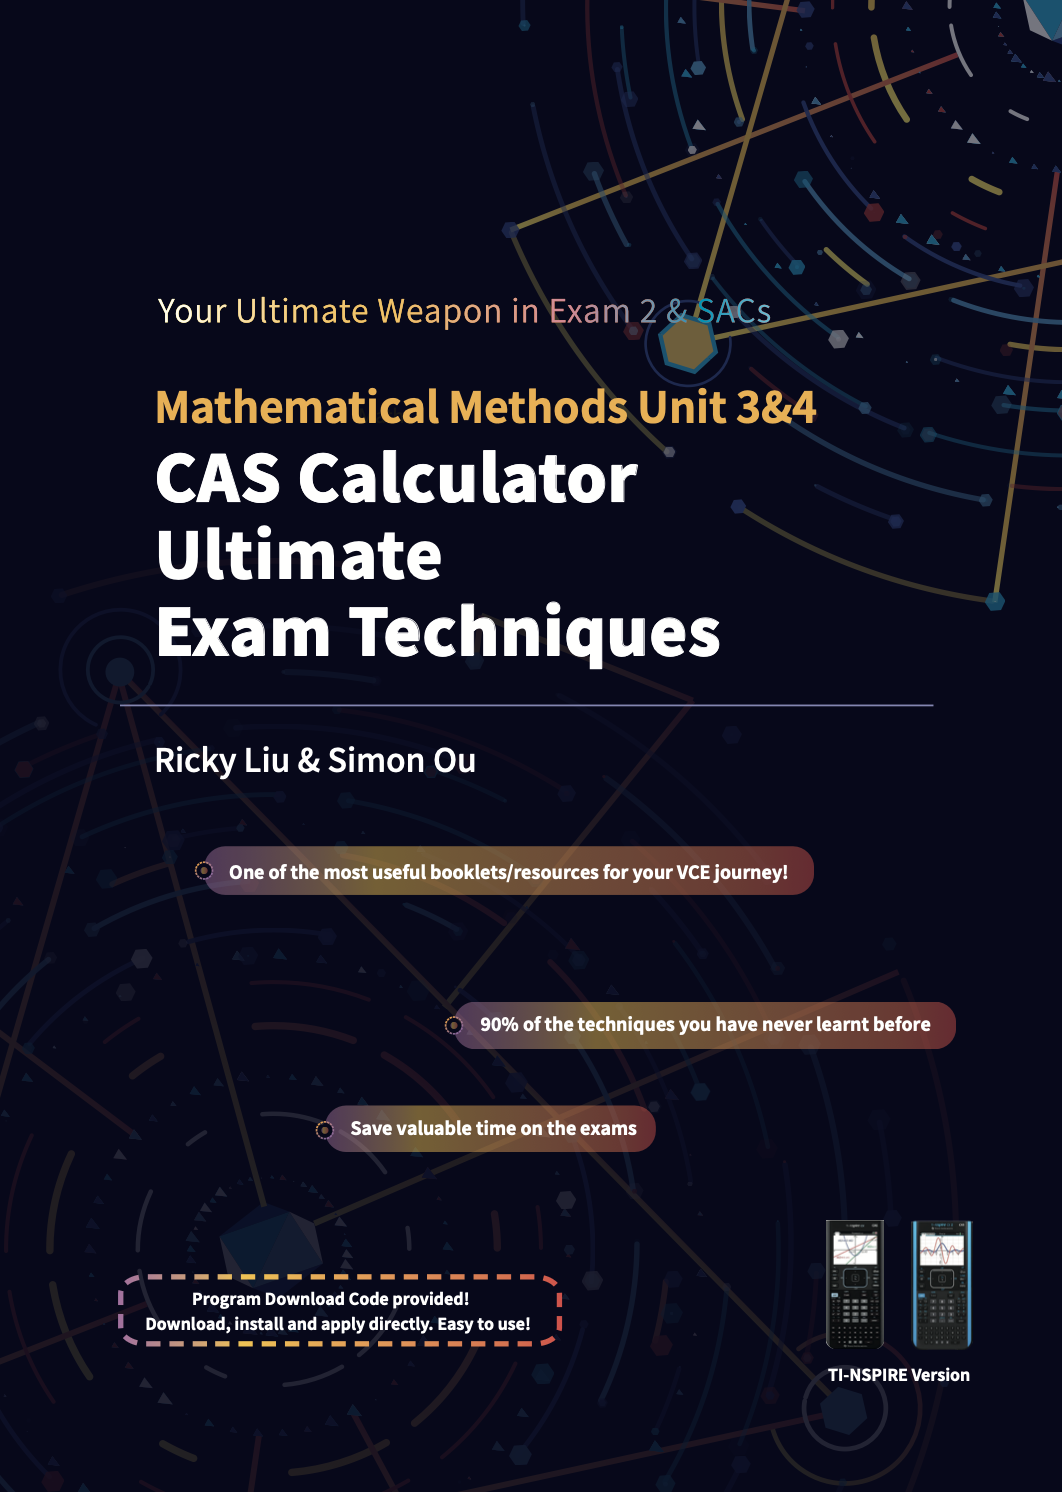 Your Ultimate Weapon in Exam 2 & SACs
Mathematical Methods Unit 3&4
CAS Calculator
Ultimate
Exam Techniques
Ricky Liu & Simon Ou
One of the most useful booklets/resources for your VCE journey!
90% of the techniques you have never learnt before
Save valuable time on the exams
Program Download Code provided!
Download, install and apply directly. Easy to use!
TI-NSPIRE Version